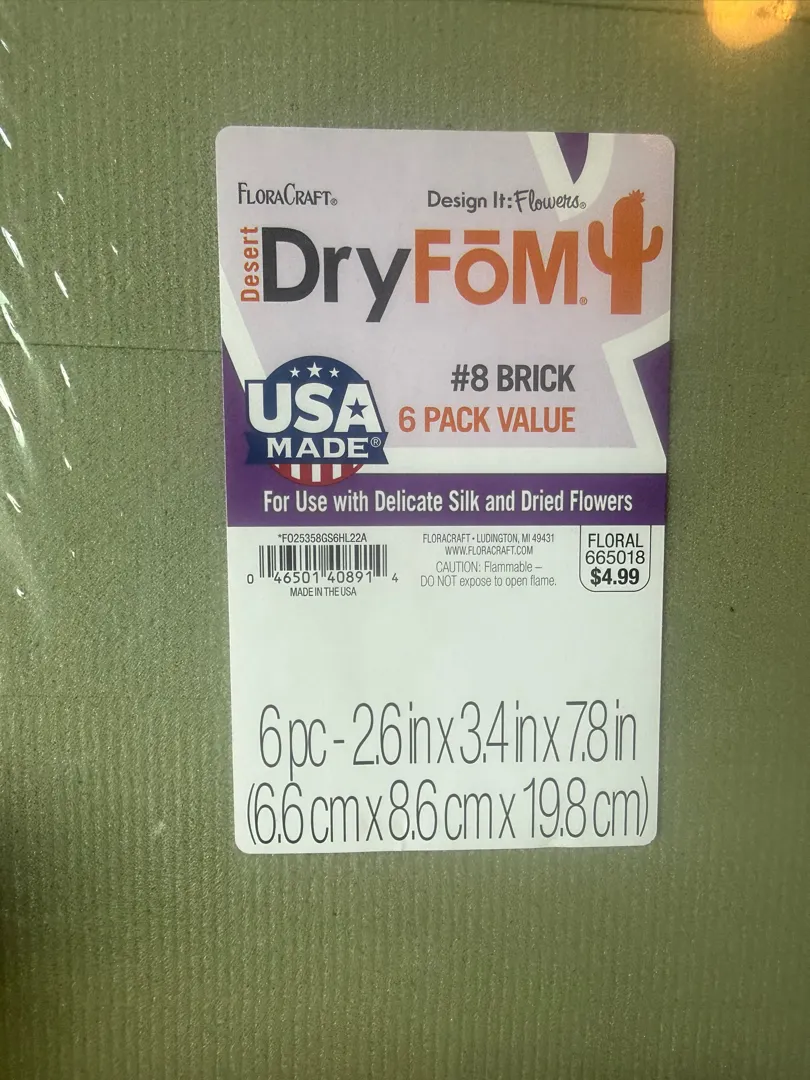 FLORACRAFT®
Design It: Flowers®
Desert
DryFōM®
USA
MADE®
#8 BRICK
6 PACK VALUE
For Use with Delicate Silk and Dried Flowers
*FO25358GS6HL22A
0 46501 40891 4
MADE IN THE USA
FLORACRAFT • LUDINGTON, MI 49431
WWW.FLORACRAFT.COM
CAUTION: Flammable –
DO NOT expose to open flame.
FLORAL
665018
$4.99
6 pc - 2.6 in x 3.4 in x 7.8 in
(6.6 cm x 8.6 cm x 19.8 cm)